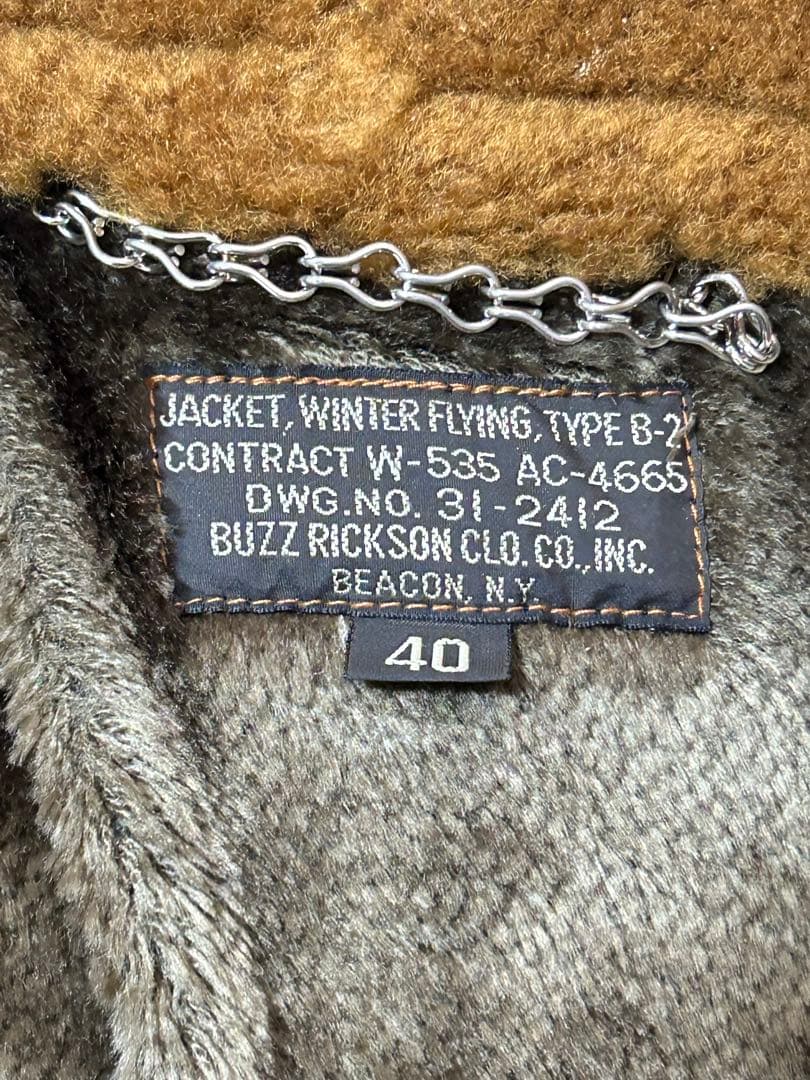 JACKET, WINTER FLYING, TYPE B-2
CONTRACT W-535 AC-4665
DWG.NO. 31-2412
BUZZ RICKSON CLO. CO., INC.
BEACON, N.Y.
40